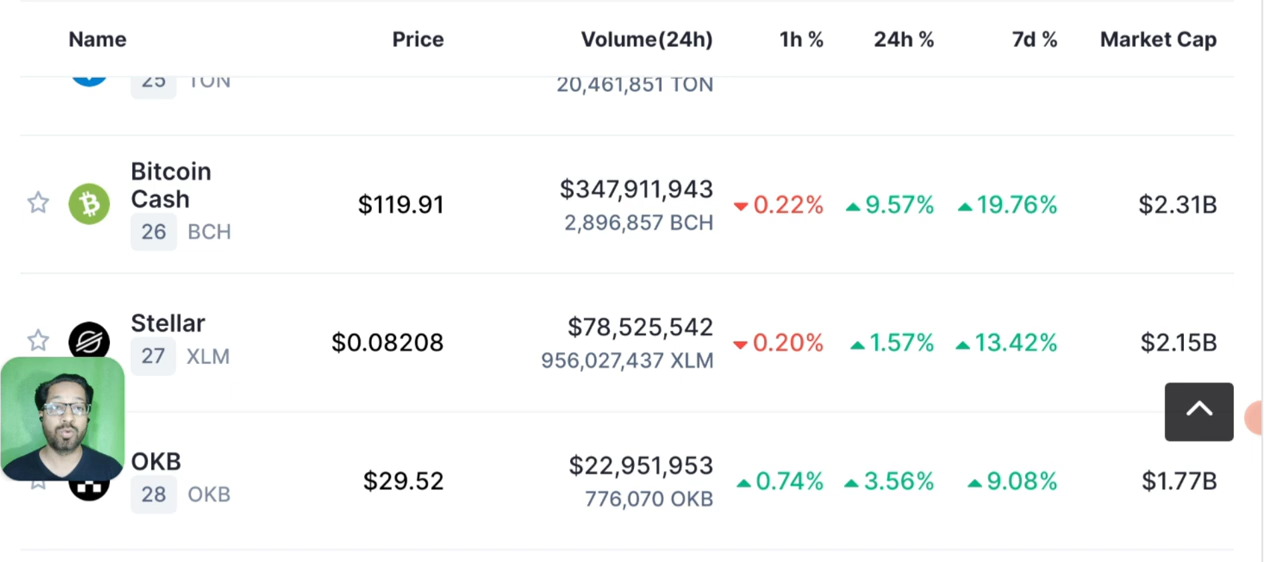 Name Price Volume(24h) 1h % 24h % 7d % Market Cap
25 TON 20,461,851 TON
Bitcoin
Cash
26 BCH
$119.91
$347,911,943
2,896,857 BCH
0.22% 9.57% 19.76% $2.31B
Stellar
27 XLM
$0.08208
$78,525,542
956,027,437 XLM
0.20% 1.57% 13.42% $2.15B
OKB
28 OKB
$29.52
$22,951,953
776,070 OKB
0.74% 3.56% 9.08% $1.77B